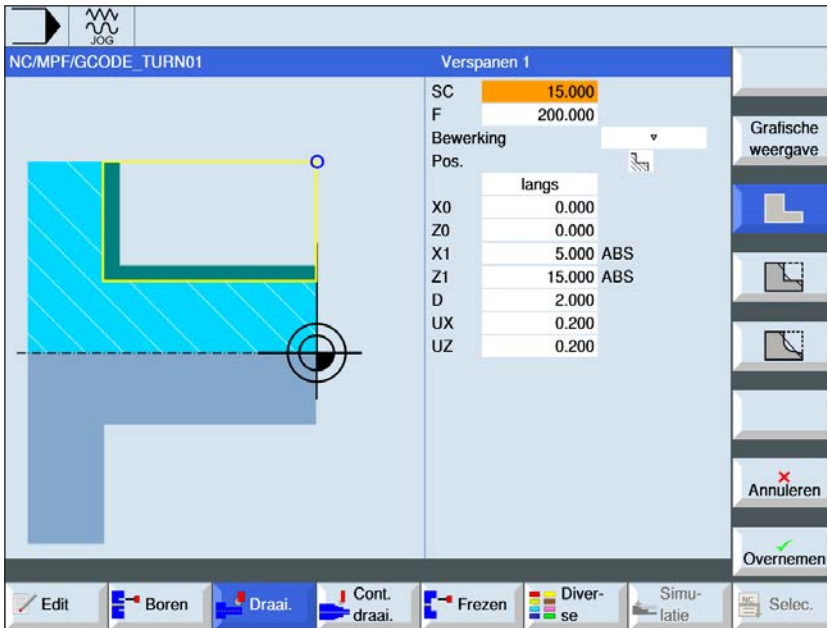 JOG
NC/MPF/GCODE_TURN01
Verspanen 1
SC 15.000
F 200.000
Bewerking ▿
Pos.
langs
X0 0.000
Z0 0.000
X1 5.000 ABS
Z1 15.000 ABS
D 2.000
UX 0.200
UZ 0.200
Grafische
weergave
Annuleren
Overnemen
Edit
Boren
Draai.
Cont.
draai.
Frezen
Diver-
se
Simu-
latie
NC
Selec.